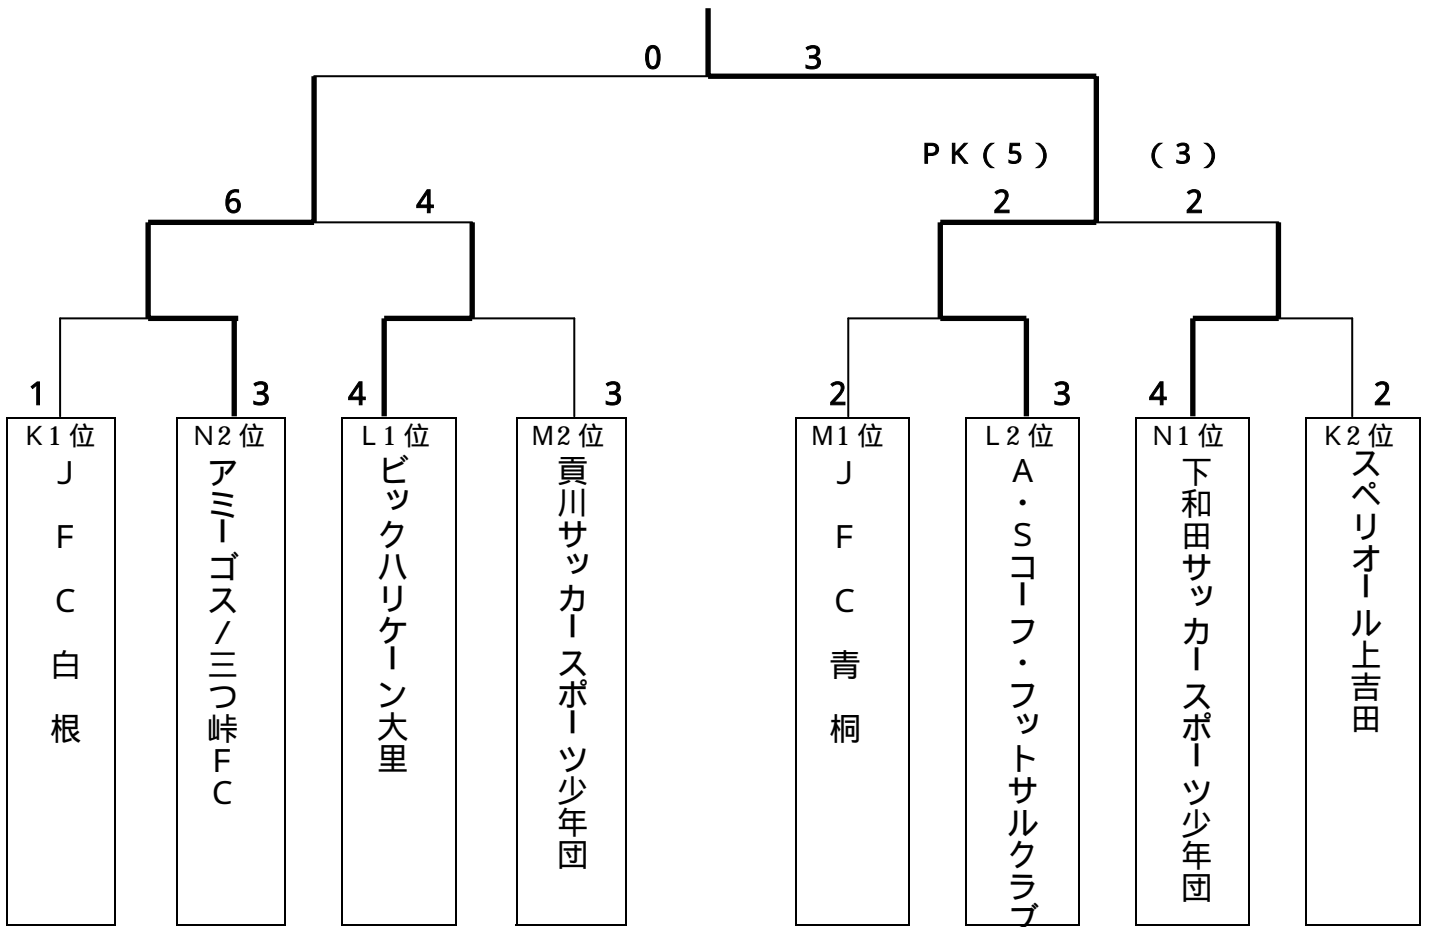 0 3
ＰＫ（５） （３）
6 4 2 2
1 3 4 3 2 3 4 2
K1位
ＪＦＣ白根
N2位
アミーゴス/三つ峠ＦＣ
L1位
ビックハリケーン大里
M2位
貢川サッカースポーツ少年団
M1位
ＪＦＣ青桐
L2位
Ａ・Ｓコーフ・フットサルクラブ
N1位
下和田サッカースポーツ少年団
K2位
スペリオール上吉田